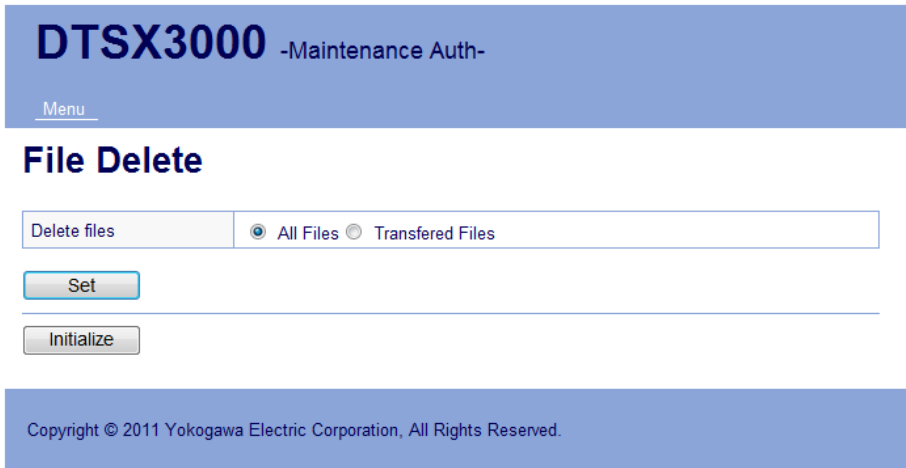 DTSX3000 -Maintenance Auth-
Menu
File Delete
Delete files All Files Transfered Files
Set
Initialize
Copyright © 2011 Yokogawa Electric Corporation, All Rights Reserved.